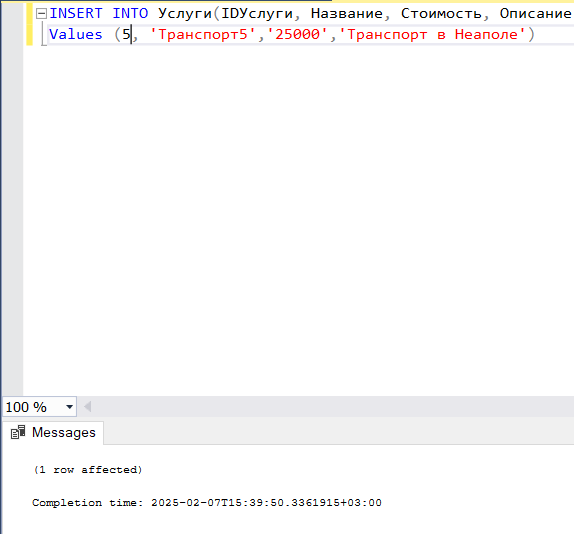 INSERT INTO Услуги(IDУслуги, Название, Стоимость, Описание
Values (5, 'Транспорт5','25000','Транспорт в Неаполе')
100 %
Messages
(1 row affected)
Completion time: 2025-02-07T15:39:50.3361915+03:00